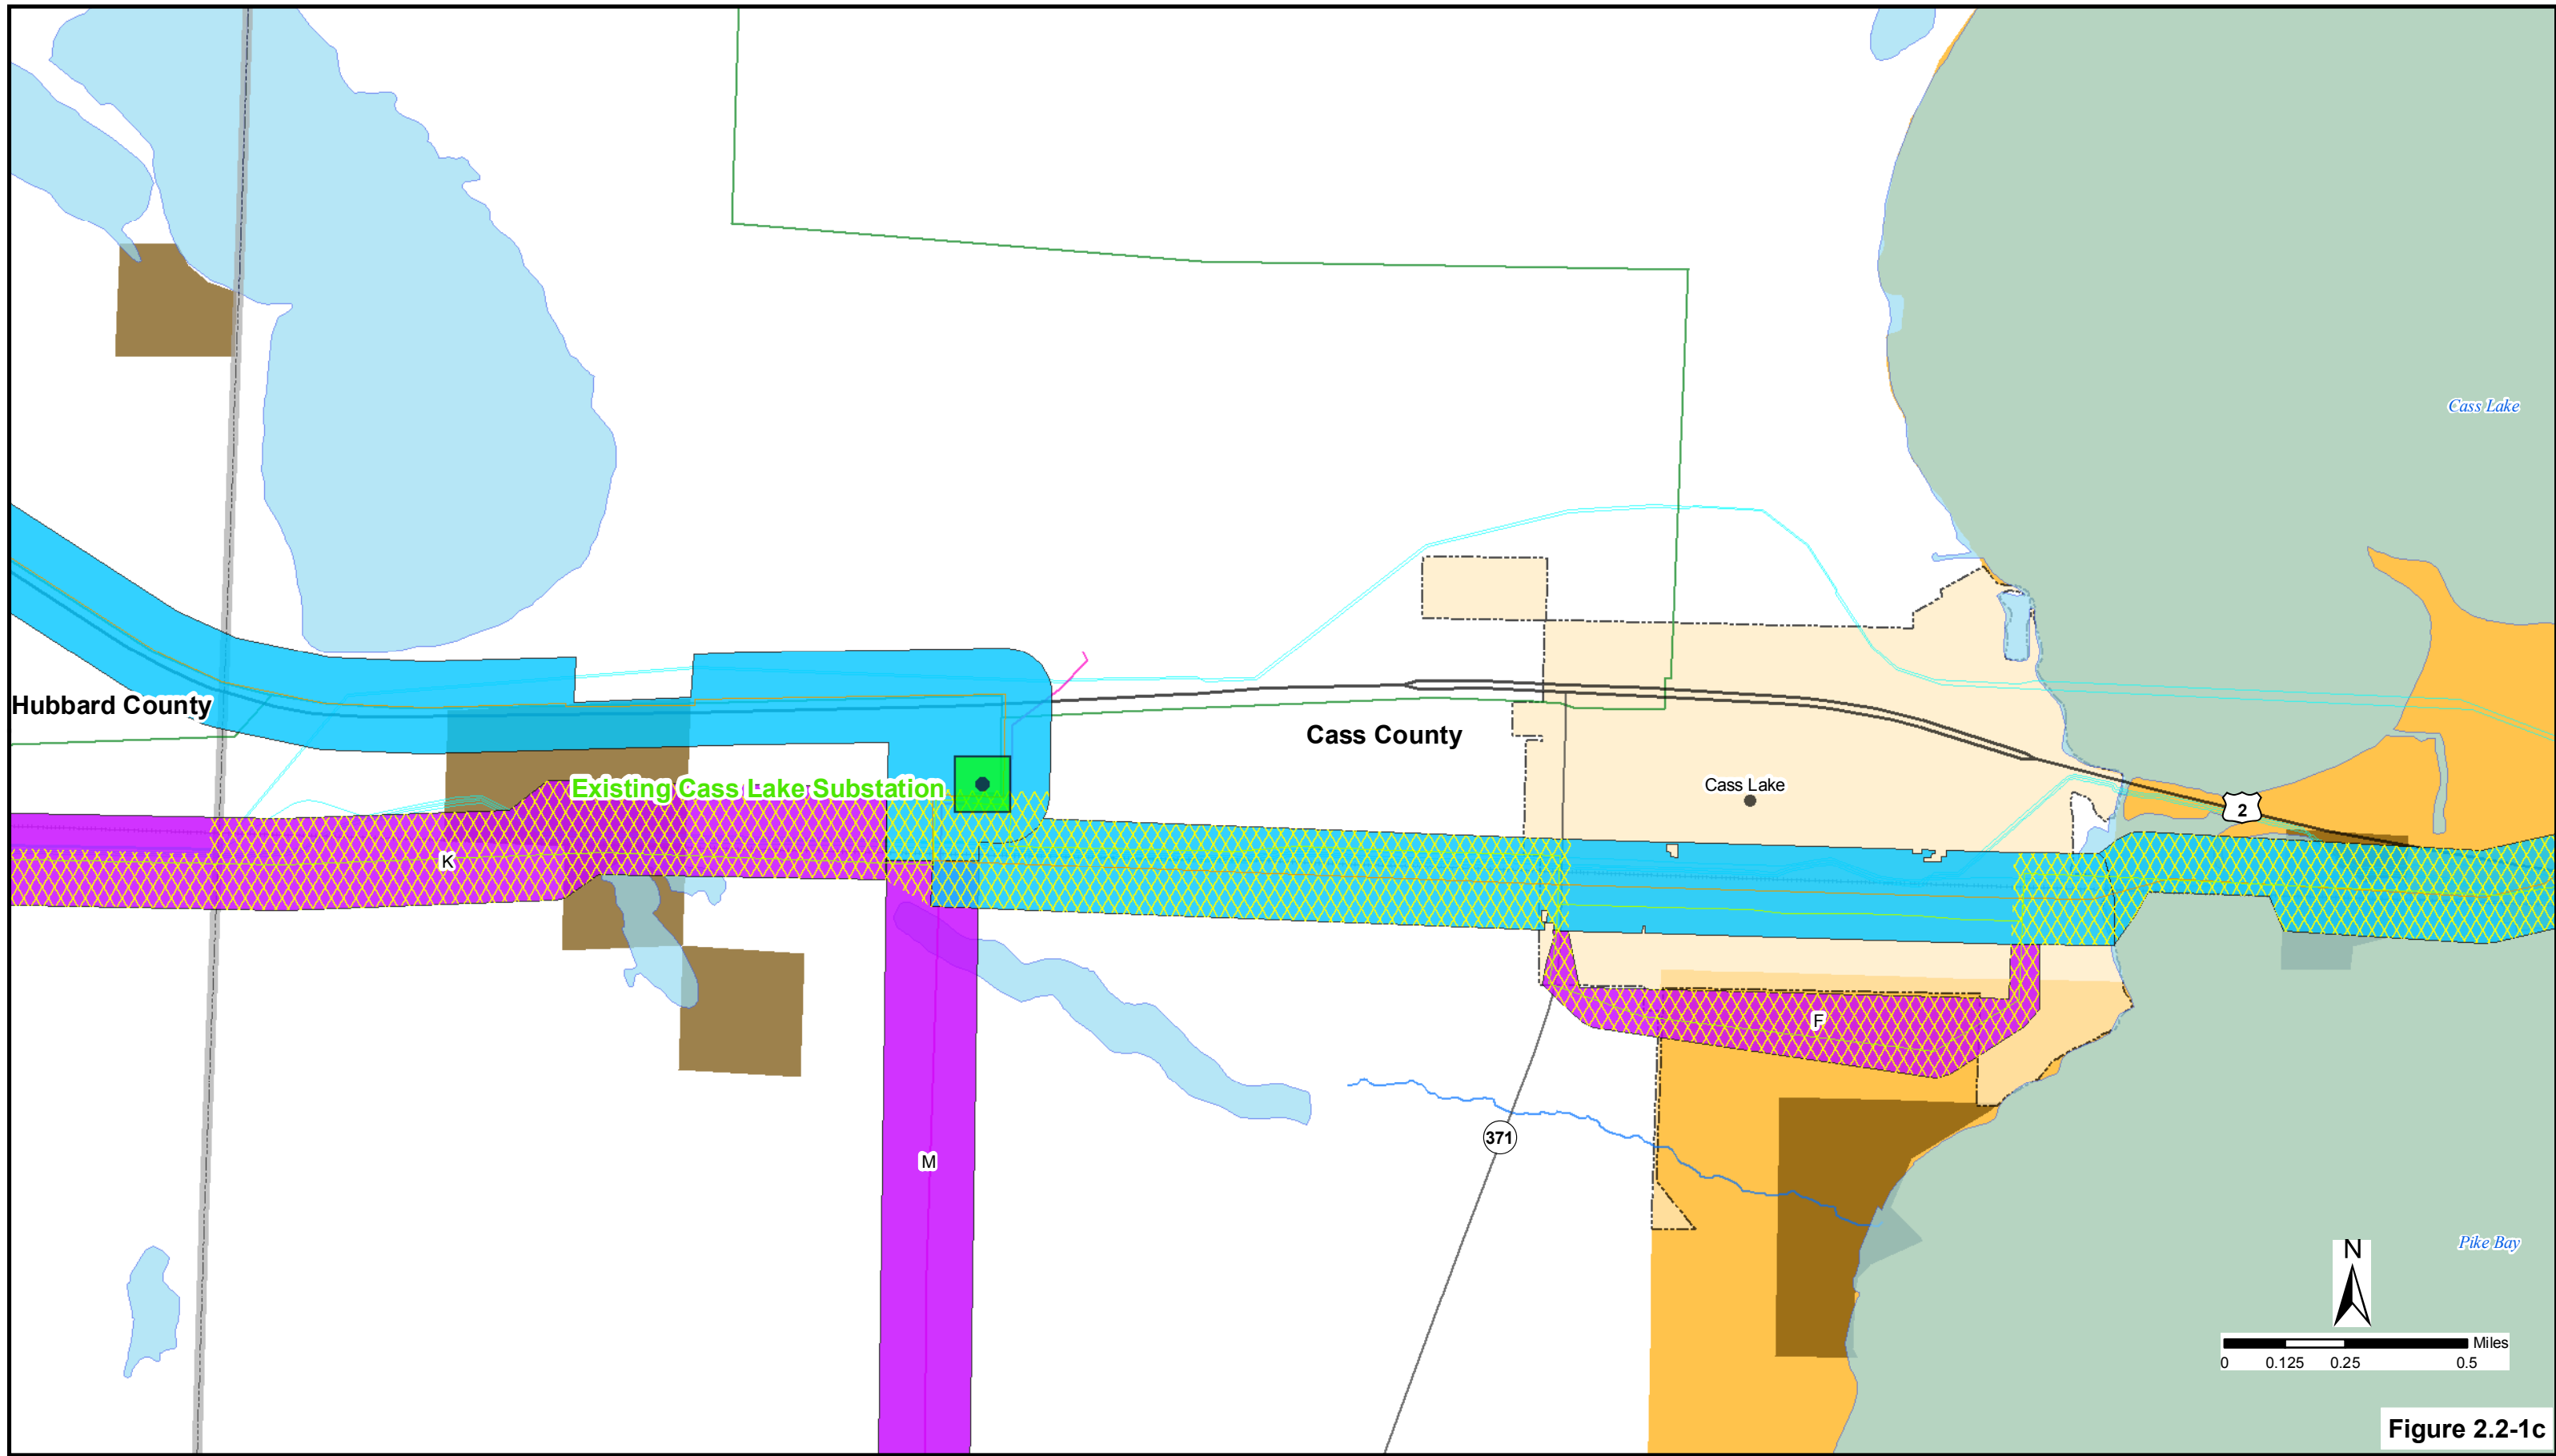 Cass Lake
Hubbard County
Cass County
Existing Cass Lake Substation
Cass Lake
2
K
F
371
M
Pike Bay
N
Miles
0 0.125 0.25 0.5
Figure 2.2-1c